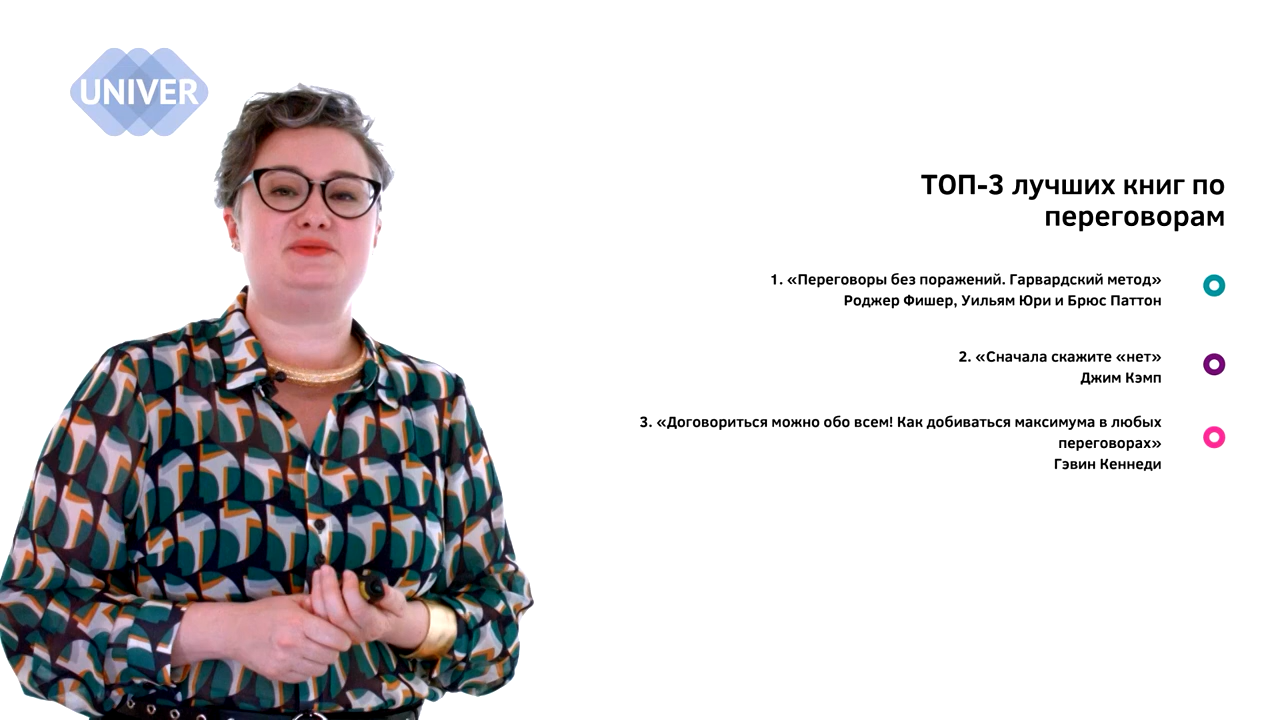 UNIVER
ТОП-3 лучших книг по
переговорам
1. «Переговоры без поражений. Гарвардский метод»
Роджер Фишер, Уильям Юри и Брюс Паттон
2. «Сначала скажите «нет»
Джим Кэмп
3. «Договориться можно обо всем! Как добиваться максимума в любых
переговорах»
Гэвин Кеннеди